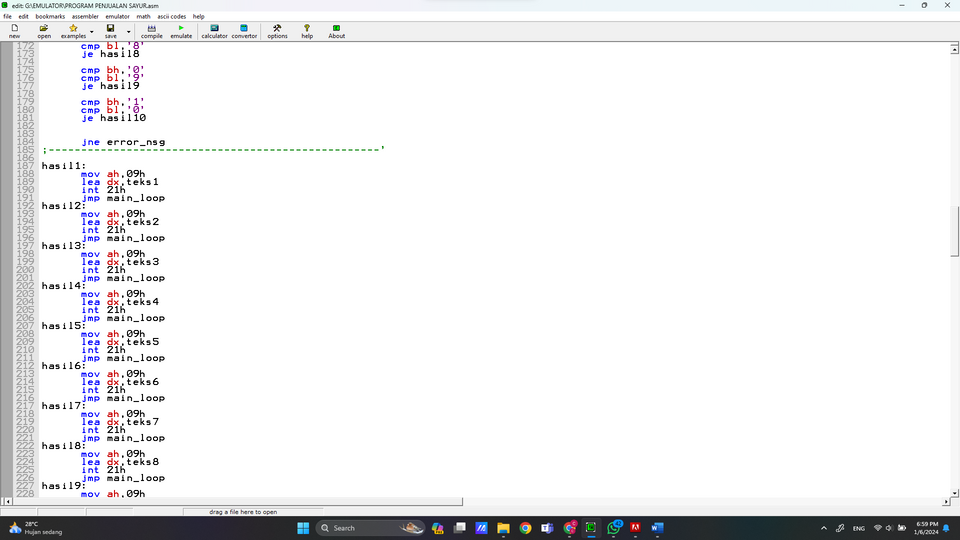 edit: G:\EMULATOR\PROGRAM PENJUALAN SAYUR.asm
file edit bookmarks assembler emulator math ascii codes help
new open examples save compile emulate calculator convertor options help About
172 cmp bl,'8'
173 je hasil8
174
175 cmp bh,'0'
176 cmp bl,'9'
177 je hasil9
178
179 cmp bh,'1'
180 cmp bl,'0'
181 je hasil10
182
183
184 jne error_nsg
185 ;----------------------------------------------------'
186
187 hasil1:
188 mov ah,09h
189 lea dx,teks1
190 int 21h
191 jmp main_loop
192 hasil2:
193 mov ah,09h
194 lea dx,teks2
195 int 21h
196 jmp main_loop
197 hasil3:
198 mov ah,09h
199 lea dx,teks3
200 int 21h
201 jmp main_loop
202 hasil4:
203 mov ah,09h
204 lea dx,teks4
205 int 21h
206 jmp main_loop
207 hasil5:
208 mov ah,09h
209 lea dx,teks5
210 int 21h
211 jmp main_loop
212 hasil6:
213 mov ah,09h
214 lea dx,teks6
215 int 21h
216 jmp main_loop
217 hasil7:
218 mov ah,09h
219 lea dx,teks7
220 int 21h
221 jmp main_loop
222 hasil8:
223 mov ah,09h
224 lea dx,teks8
225 int 21h
226 jmp main_loop
227 hasil9:
228 mov ah,09h
drag a file here to open
28°C
Hujan sedang
Search
ENG
6:59 PM
1/6/2024